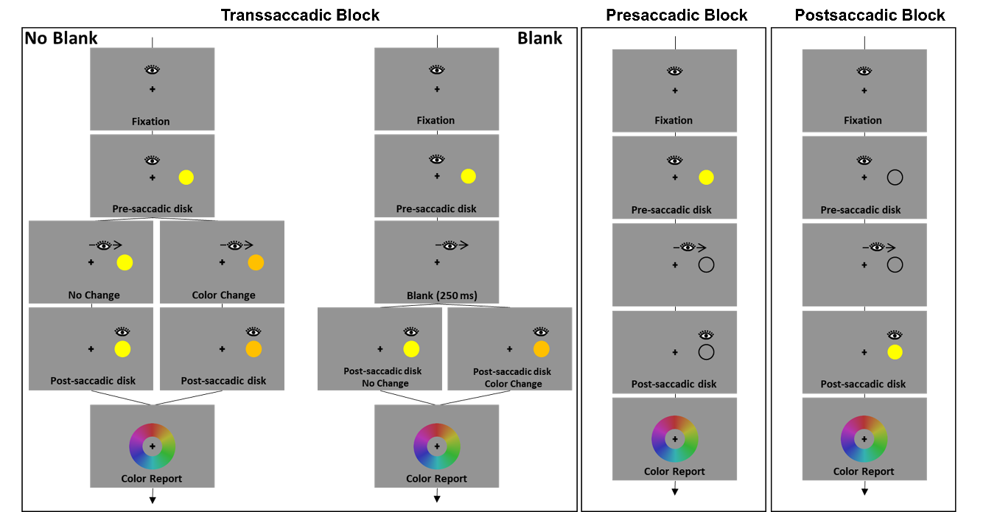 Transsaccadic Block
No Blank
Blank
Fixation
Pre-saccadic disk
No Change
Color Change
Post-saccadic disk
Post-saccadic disk
Color Report
Fixation
Pre-saccadic disk
Blank (250 ms)
Post-saccadic disk
No Change
Post-saccadic disk
Color Change
Color Report
Presaccadic Block
Fixation
Pre-saccadic disk
Post-saccadic disk
Color Report
Postsaccadic Block
Fixation
Pre-saccadic disk
Post-saccadic disk
Color Report